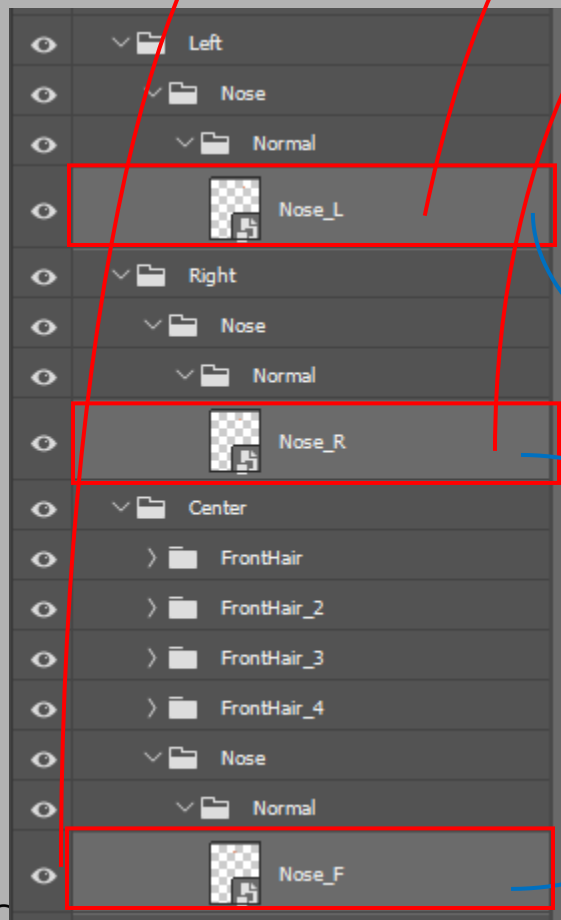 Left
Nose
Normal
Nose_L
Right
Nose
Normal
Nose_R
Center
FrontHair
FrontHair_2
FrontHair_3
FrontHair_4
Nose
Normal
Nose_F